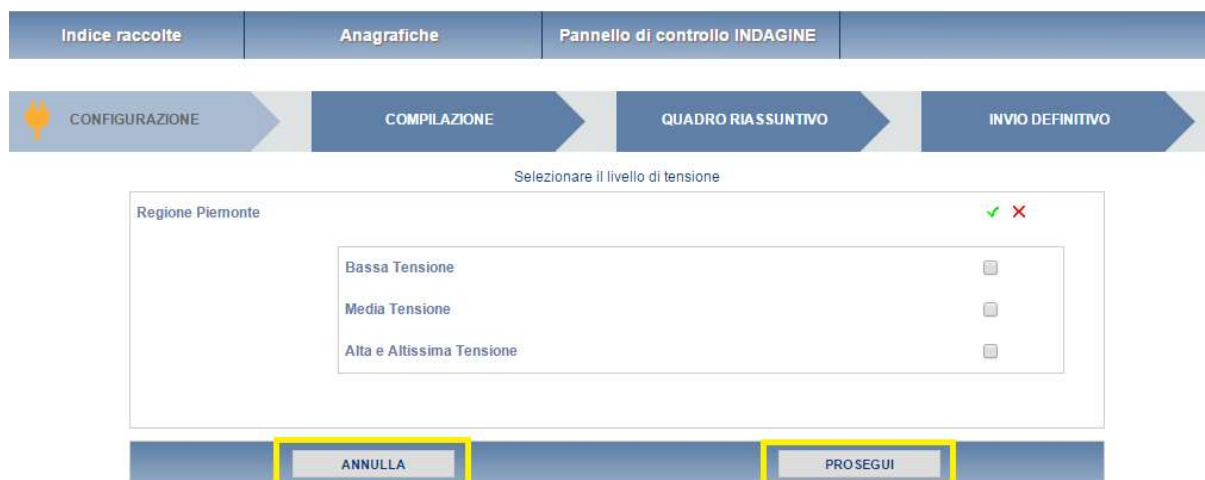 Indice raccolte Anagrafiche Pannello di controllo INDAGINE
CONFIGURAZIONE COMPILAZIONE QUADRO RIASSUNTIVO INVIO DEFINITIVO
Selezionare il livello di tensione
Regione Piemonte
Bassa Tensione
Media Tensione
Alta e Altissima Tensione
ANNULLA PROSEGUI